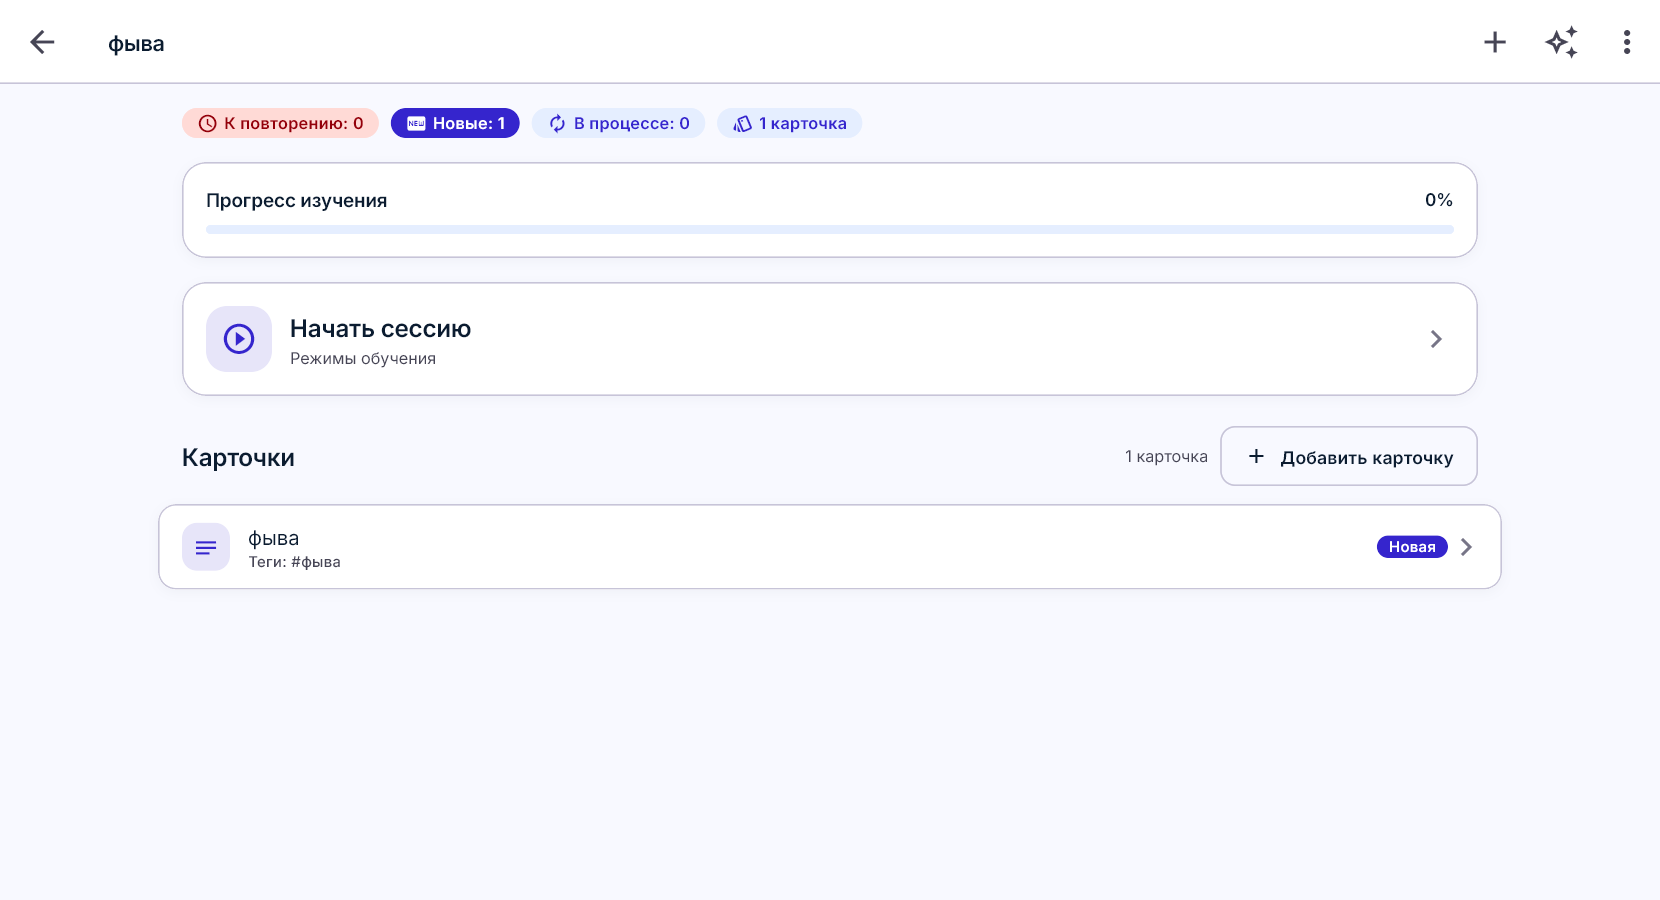 фыва
К повторению: 0
NEW Новые: 1
В процессе: 0
1 карточка
Прогресс изучения 0%
Начать сессию
Режимы обучения
Карточки 1 карточка Добавить карточку
фыва
Теги: #фыва
Новая